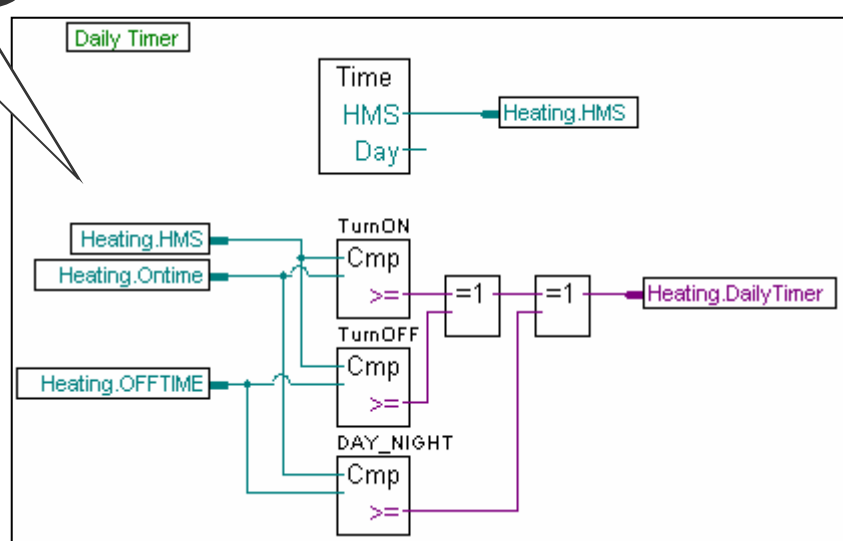 Daily Timer
Time
HMS
Heating.HMS
Day
TurnON
Heating.HMS
Cmp
Heating.Ontime
>=
=1
=1
Heating.DailyTimer
TurnOFF
Cmp
Heating.OFFTIME
>=
DAY_NIGHT
Cmp
>=